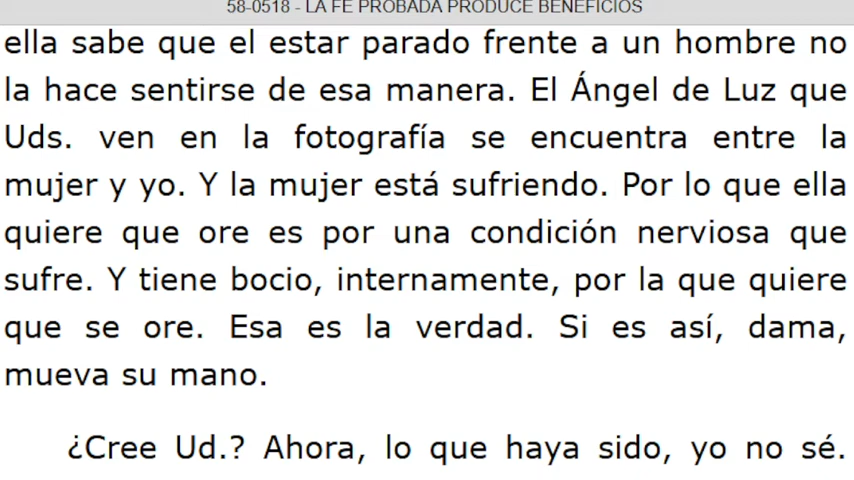 58-0518 - LA FE PROBADA PRODUCE BENEFICIOS
ella sabe que el estar parado frente a un hombre no
la hace sentirse de esa manera. El Ángel de Luz que
Uds. ven en la fotografía se encuentra entre la
mujer y yo. Y la mujer está sufriendo. Por lo que ella
quiere que ore es por una condición nerviosa que
sufre. Y tiene bocio, internamente, por la que quiere
que se ore. Esa es la verdad. Si es así, dama,
mueva su mano.
¿Cree Ud.? Ahora, lo que haya sido, yo no sé.